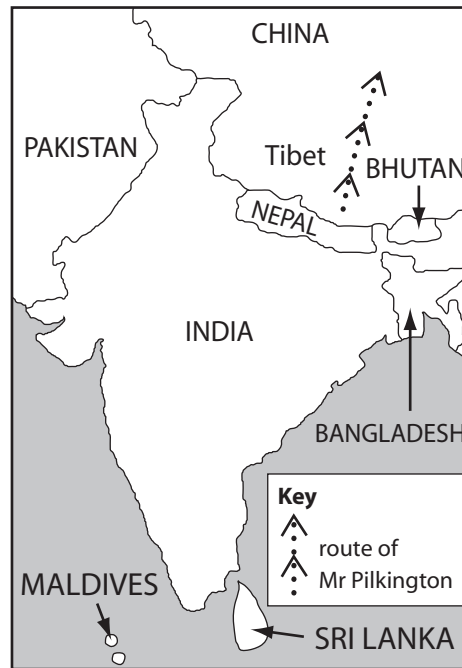 CHINA
PAKISTAN
Tibet
BHUTAN
NEPAL
INDIA
BANGLADESH
Key
route of
Mr Pilkington
MALDIVES
SRI LANKA